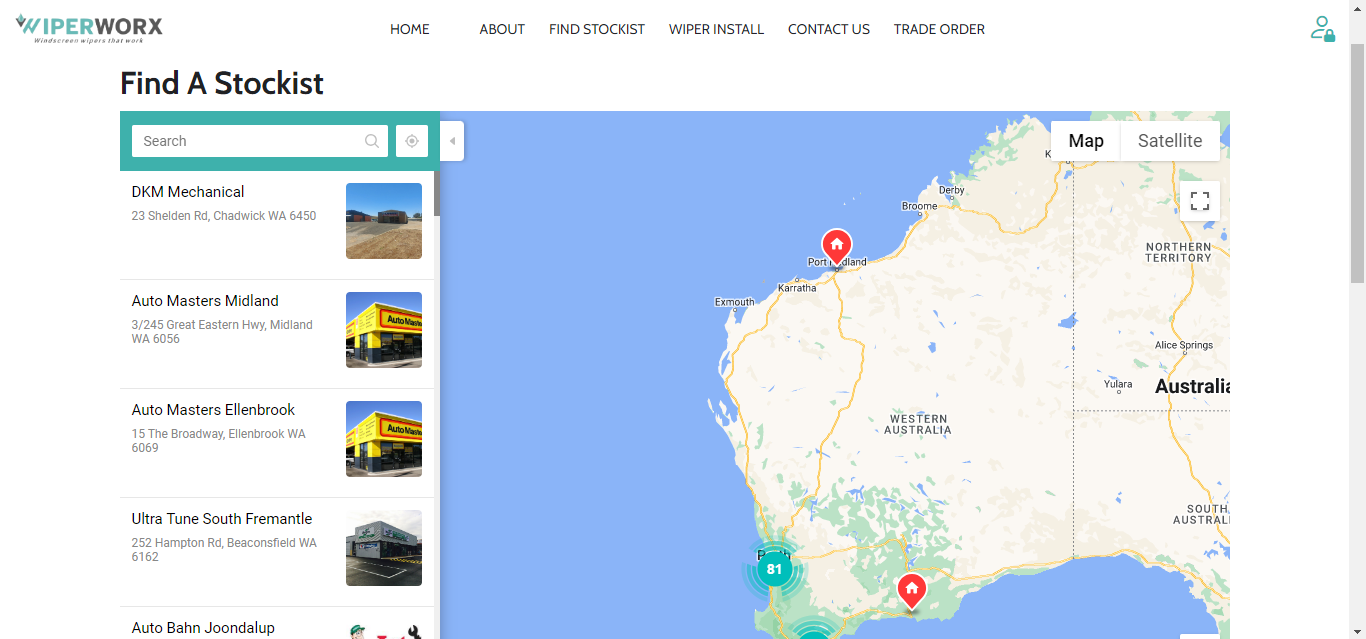 WIPERWORX
Windscreen wipers that work
HOME
ABOUT
FIND STOCKIST
WIPER INSTALL
CONTACT US
TRADE ORDER
Find A Stockist
Search
DKM Mechanical
23 Shelden Rd, Chadwick WA 6450
Auto Masters Midland
3/245 Great Eastern Hwy, Midland
WA 6056
Auto Masters
Auto Masters Ellenbrook
15 The Broadway, Ellenbrook WA
6069
Auto Masters
Ultra Tune South Fremantle
252 Hampton Rd, Beaconsfield WA
6162
Auto Bahn Joondalup
Map
Satellite
Derby
Broome
Karratha
Exmouth
NORTHERN
TERRITORY
Alice Springs
Yulara
Australia
WESTERN
AUSTRALIA
SOUTH
AUSTRAL
81